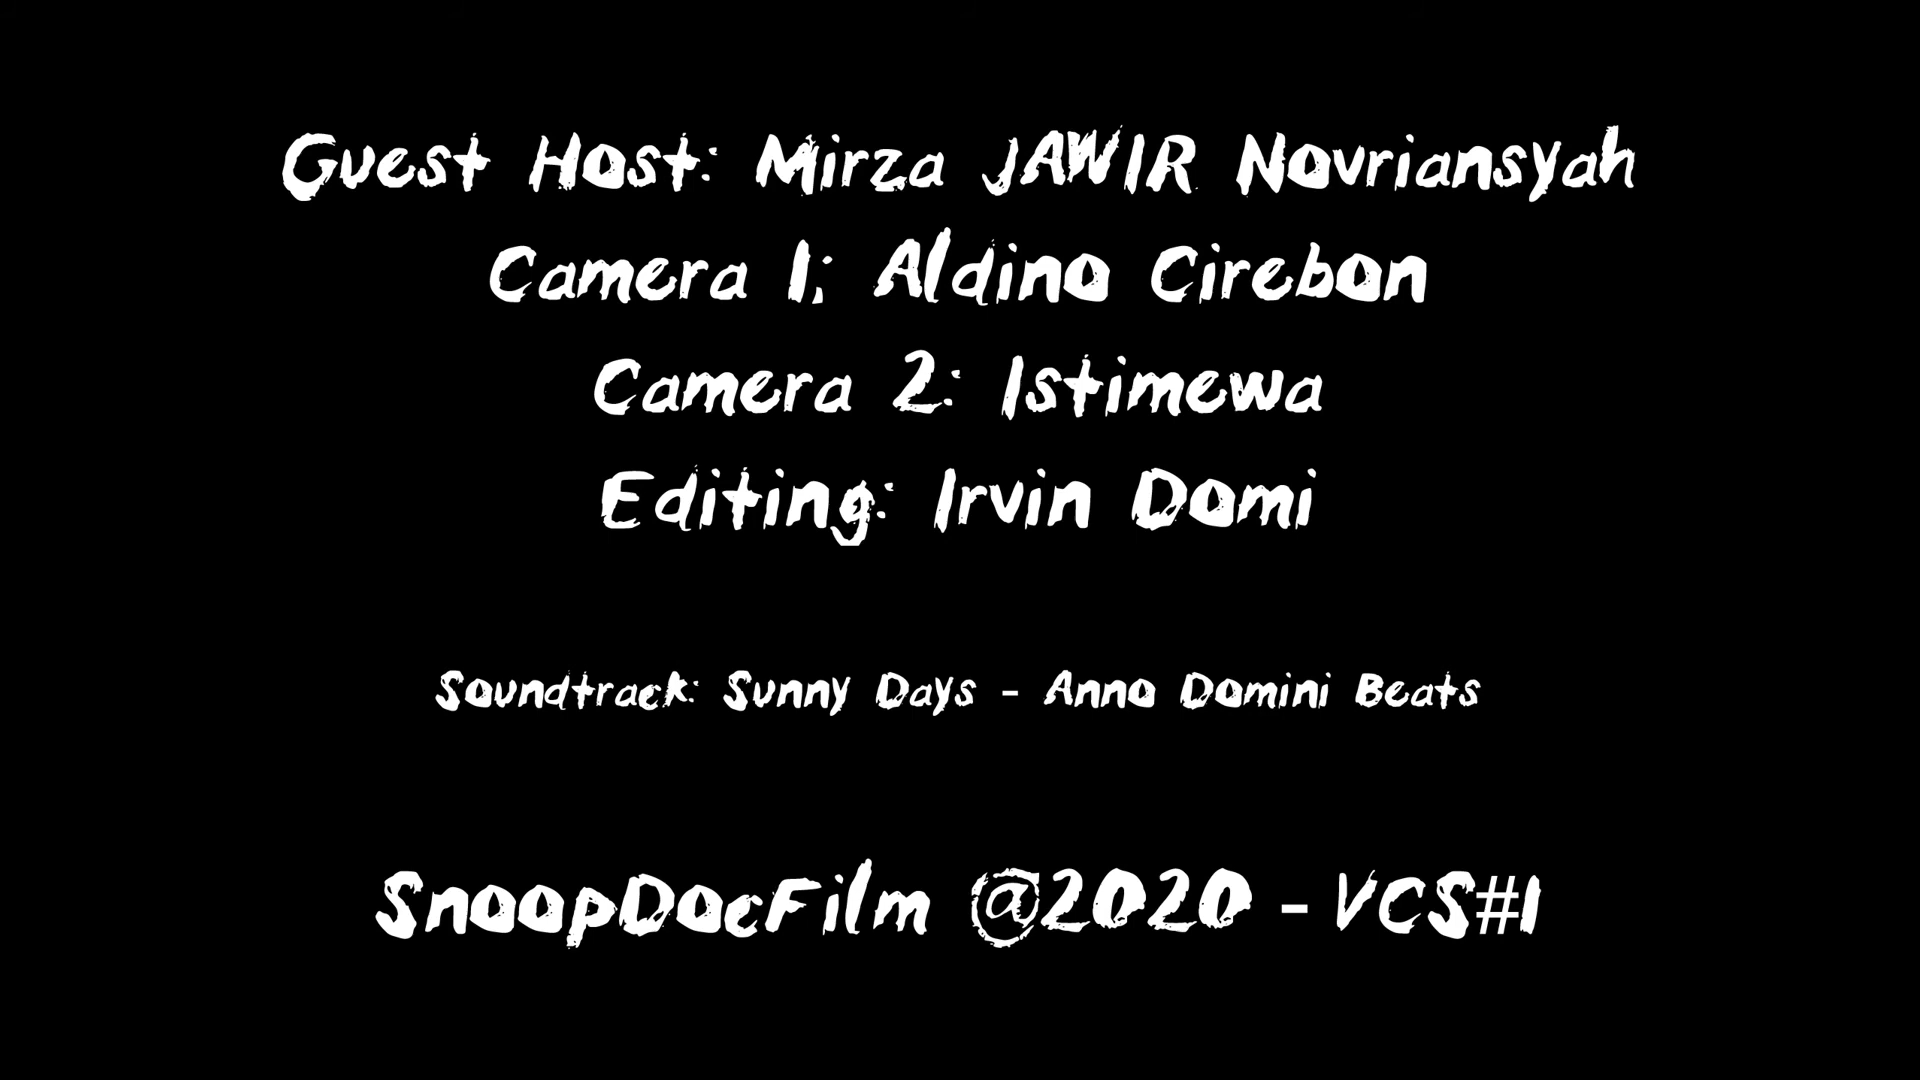 Guest Host: Mirza JAWIR Novriansyah
Camera 1; Aldino Cirebon
Camera 2: Istimewa
Editing: Irvin Domi
Soundtrack: Sunny Days - Anno Domini Beats
SnoopDocFilm @2020 - VCS#1